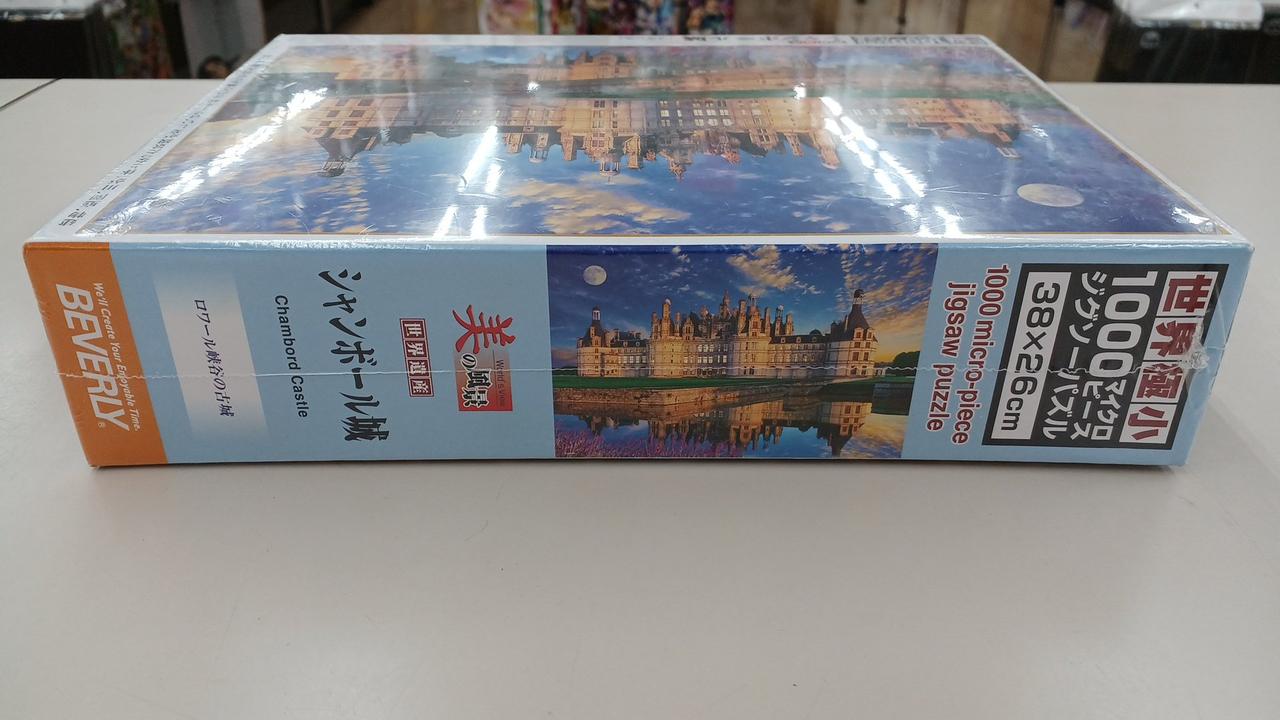 世界極小
1000マイクロピース
ジグソーパズル
38×26cm
1000 micro-piece
jigsaw puzzle
美の風景
世界遺産
シャンボール城
Chambord Castle
ロワール峡谷の古城
We'll Create Your Enjoyable Time.
BEVERLY®